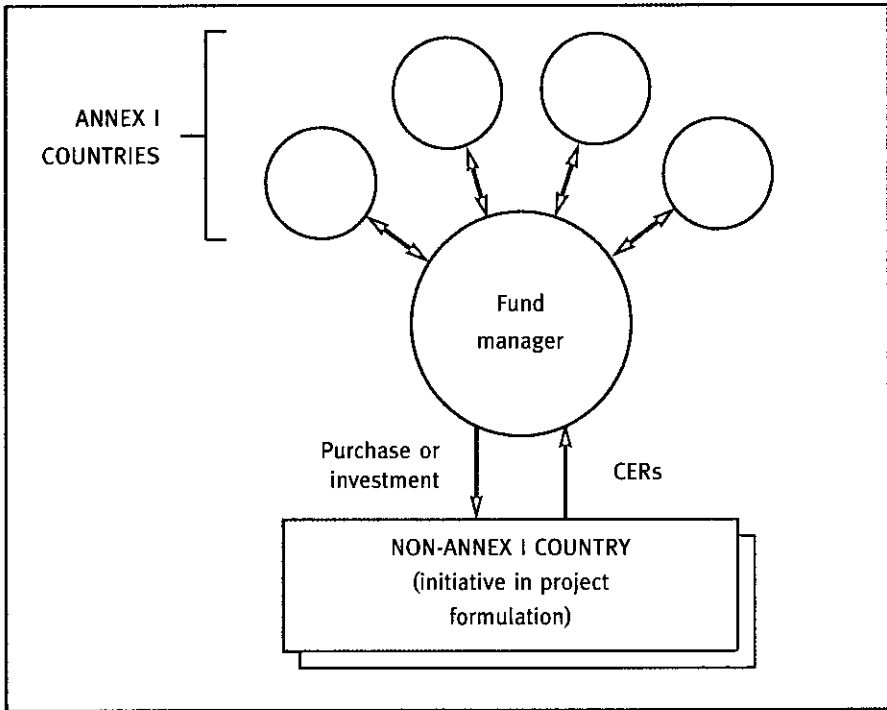 ANNEX I
COUNTRIES
Fund
manager
Purchase or
investment
CERs
NON-ANNEX I COUNTRY
(initiative in project
formulation)